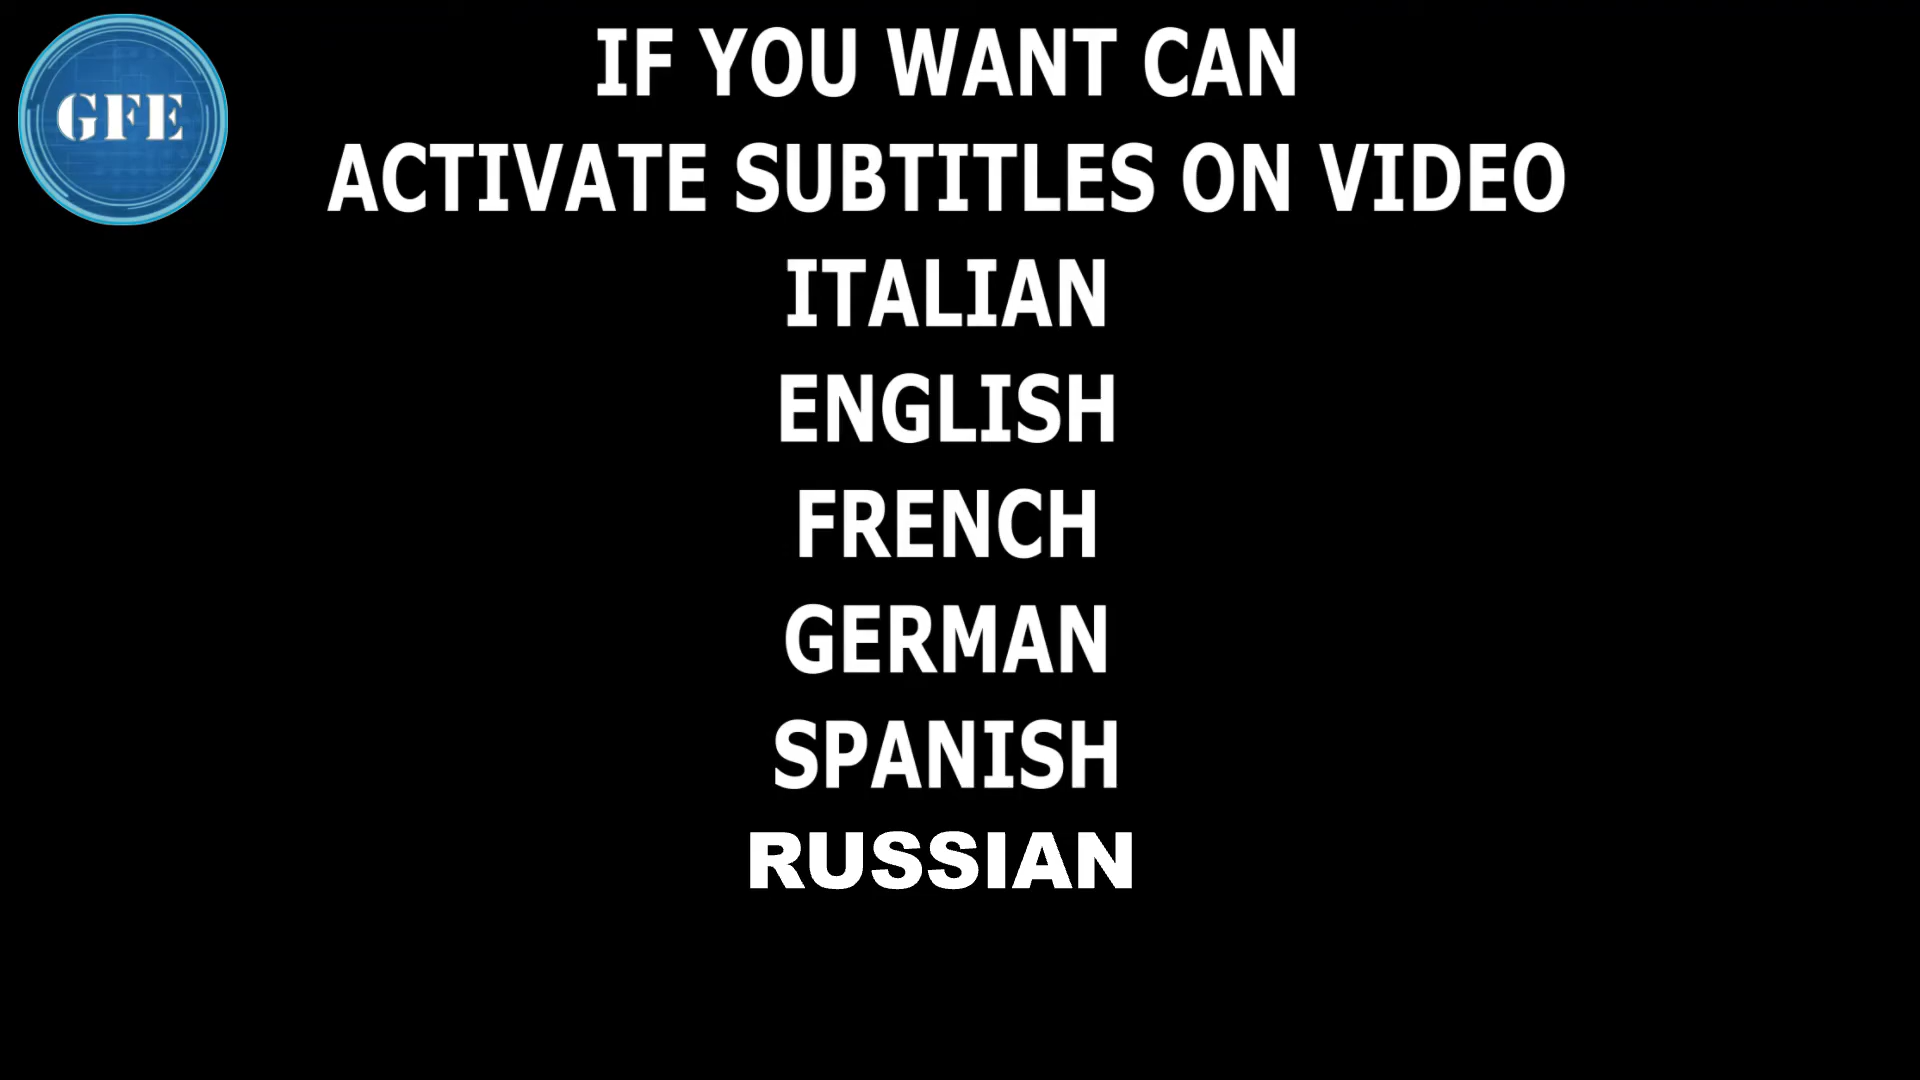 GFE
IF YOU WANT CAN
ACTIVATE SUBTITLES ON VIDEO
ITALIAN
ENGLISH
FRENCH
GERMAN
SPANISH
RUSSIAN